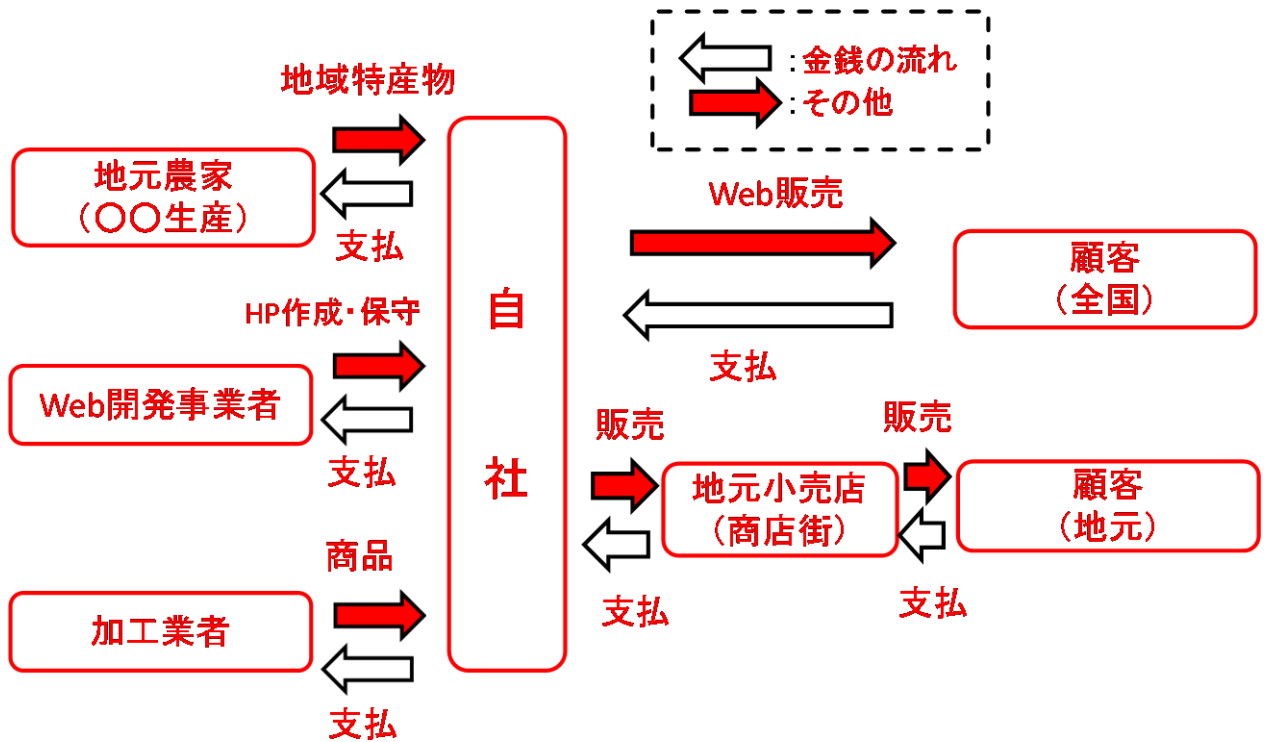 :金銭の流れ
:その他
地域特産物
地元農家
(〇〇生産)
支払
HP作成・保守
Web開発事業者
支払
商品
加工業者
支払
自
社
Web販売
支払
顧客
(全国)
販売
地元小売店
(商店街)
支払
販売
顧客
(地元)
支払